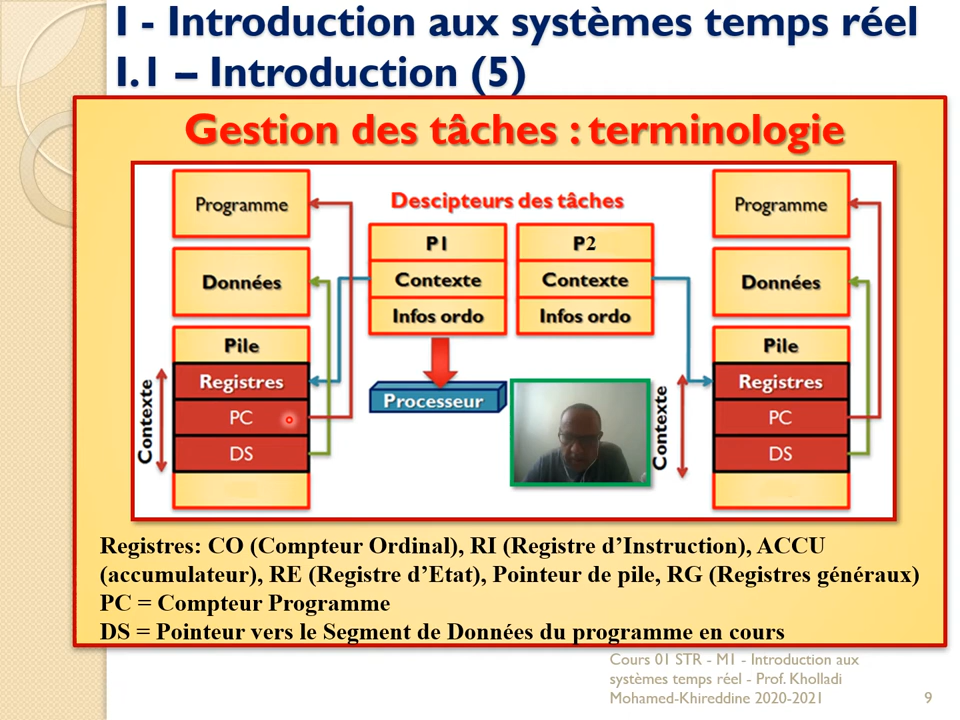 I - Introduction aux systèmes temps réel
I.1 – Introduction (5)
Gestion des tâches : terminologie
Programme
Données
Pile
Registres
PC
DS
Contexte
Descipteurs des tâches
P1
Contexte
Infos ordo
P2
Contexte
Infos ordo
Processeur
Programme
Données
Pile
Registres
PC
DS
Contexte
Registres: CO (Compteur Ordinal), RI (Registre d’Instruction), ACCU
(accumulateur), RE (Registre d’Etat), Pointeur de pile, RG (Registres généraux)
PC = Compteur Programme
DS = Pointeur vers le Segment de Données du programme en cours
Cours 01 STR - M1 - Introduction aux
systèmes temps réel - Prof. Kholladi
Mohamed-Khireddine 2020-2021
9